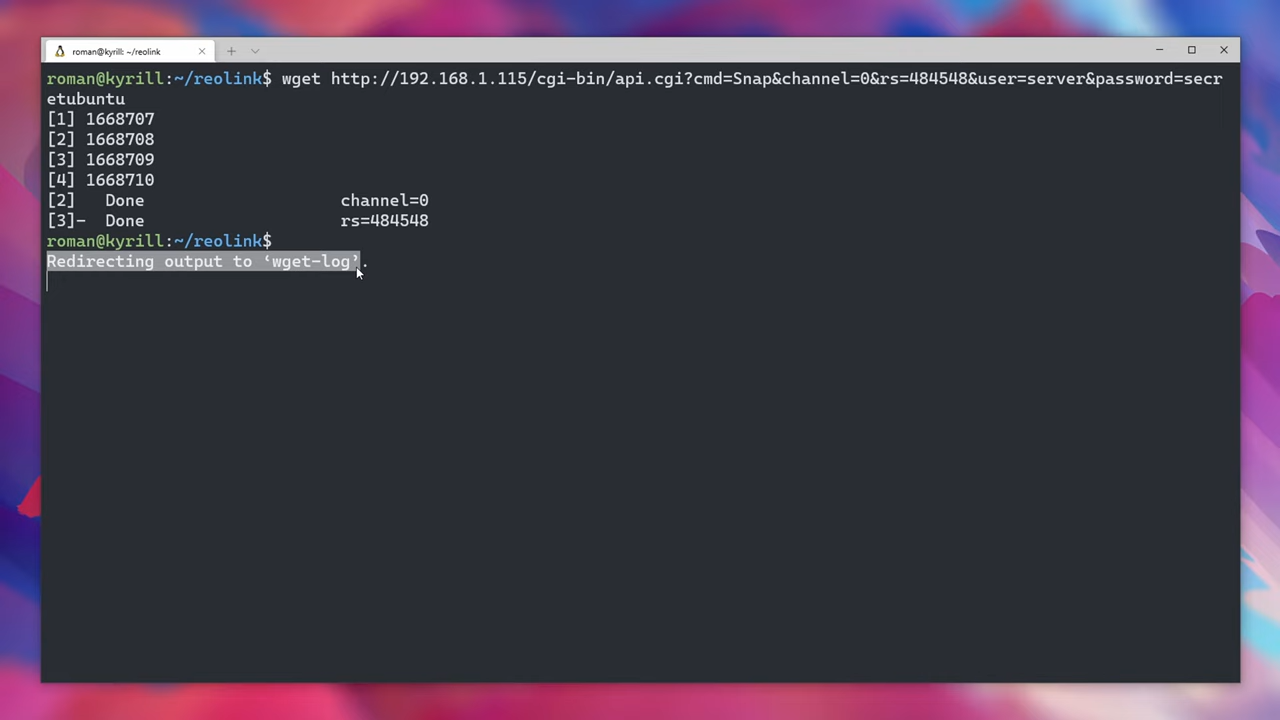 roman@kyrill: ~/reolink
roman@kyrill:~/reolink$ wget http://192.168.1.115/cgi-bin/api.cgi?cmd=Snap&channel=0&rs=484548&user=server&password=secr
etubuntu
[1] 1668707
[2] 1668708
[3] 1668709
[4] 1668710
[2]   Done                    channel=0
[3]-  Done                    rs=484548
roman@kyrill:~/reolink$
Redirecting output to ‘wget-log’.